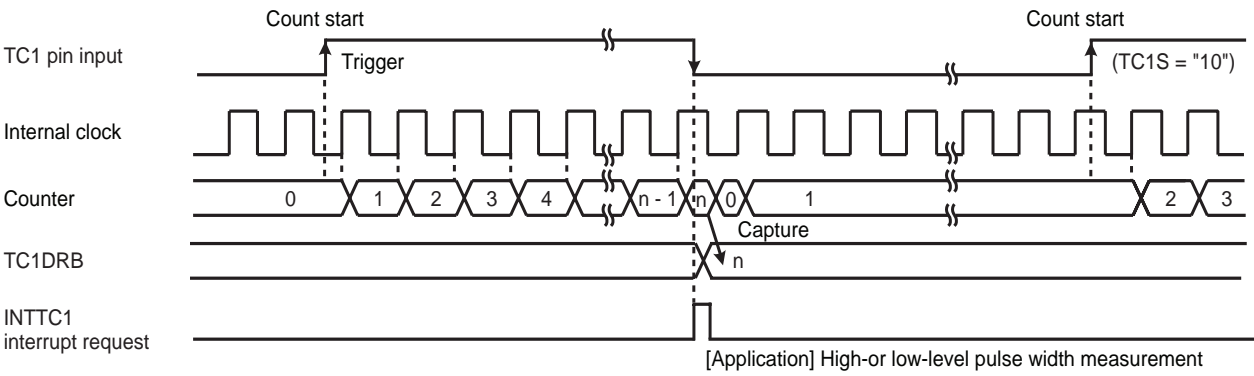 Count start
Count start
TC1 pin input
Trigger
(TC1S = "10")
Internal clock
Counter
0
1
2
3
4
n - 1
n
0
1
2
3
Capture
TC1DRB
n
INTTC1
interrupt request
[Application] High-or low-level pulse width measurement